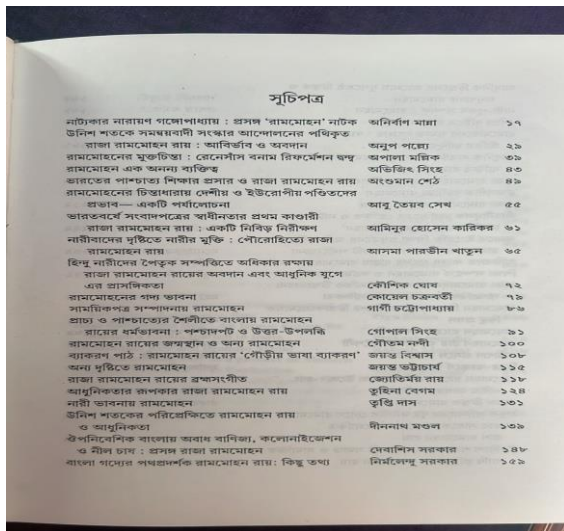 সূচিপত্র
নাট্যকার নারায়ণ গঙ্গোপাধ্যায় : প্রসঙ্গ 'রামমোহন' নাটক অনির্বাণ মান্না ১৭
উনিশ শতকে সমন্বয়বাদী সংস্কার আন্দোলনের পথিকৃত
রাজা রামমোহন রায় : আবির্ভাব ও অবদান অনুপ পল্ল্যে ২৯
রামমোহনের মুক্তচিন্তা : রেনেসাঁস বনাম রিফর্মেশন দ্বন্দ্ব অপালা মল্লিক ৩৯
রামমোহন এক অনন্য ব্যক্তিত্ব অভিজিৎ সিংহ ৪৩
ভারতের পাশ্চাত্য শিক্ষার প্রসার ও রাজা রামমোহন রায় অংশুমান শেঠ ৪৯
রামমোহনের চিন্তাধারায় দেশীয় ও ইউরোপীয় পণ্ডিতদের
প্রভাব— একটি পর্যালোচনা আবু তৈয়ব সেখ ৫৫
ভারতবর্ষে সংবাদপত্রের স্বাধীনতার প্রথম কাণ্ডারী
রাজা রামমোহন রায় : একটি নিবিড় নিরীক্ষণ আমিনুর হোসেন কারিকর ৬১
নারীবাদের দৃষ্টিতে নারীর মুক্তি : পৌরোহিত্যে রাজা
রামমোহন রায় আসমা পারভীন খাতুন ৬৫
হিন্দু নারীদের পৈতৃক সম্পত্তিতে অধিকার রক্ষায়
রাজা রামমোহন রায়ের অবদান এবং আধুনিক যুগে
এর প্রাসঙ্গিকতা কৌশিক ঘোষ ৭২
রামমোহনের গদ্য ভাবনা কোয়েল চক্রবর্তী ৭৯
সাময়িকপত্র সম্পাদনায় রামমোহন গার্গী চট্টোপাধ্যায় ৮৬
প্রাচ্য ও পাশ্চাত্যের শৈলীতে বাংলায় রামমোহন
রায়ের ধর্মভাবনা : পশ্চাদপট ও উত্তর-উপলব্ধি গোপাল সিংহ ৯১
রামমোহন রায়ের জন্মস্থান ও অন্য রামমোহন গৌতম নন্দী ১০০
ব্যাকরণ পাঠ : রামমোহন রায়ের 'গৌড়ীয় ভাষা ব্যাকরণ' জয়ন্ত বিশ্বাস ১০৮
অন্য দৃষ্টিতে রামমোহন জয়ন্ত ভট্টাচার্য ১১৫
রাজা রামমোহন রায়ের ব্রহ্মসংগীত জ্যোতির্ময় রায় ১১৮
আধুনিকতার রূপকার রাজা রামমোহন রায় তুহিনা বেগম ১২৪
নারী ভাবনায় রামমোহন তৃপ্তি দাস ১৩১
উনিশ শতকের পরিপ্রেক্ষিতে রামমোহন রায়
ও আধুনিকতা দীননাথ মণ্ডল ১৩৯
ঔপনিবেশিক বাংলায় অবাধ বাণিজ্য, কলোনাইজেশন
ও নীল চাষ : প্রসঙ্গ রাজা রামমোহন দেবাশিস সরকার ১৪৮
বাংলা গদ্যের পথপ্রদর্শক রামমোহন রায়: কিছু তথ্য নির্মলেন্দু সরকার ১৫৯